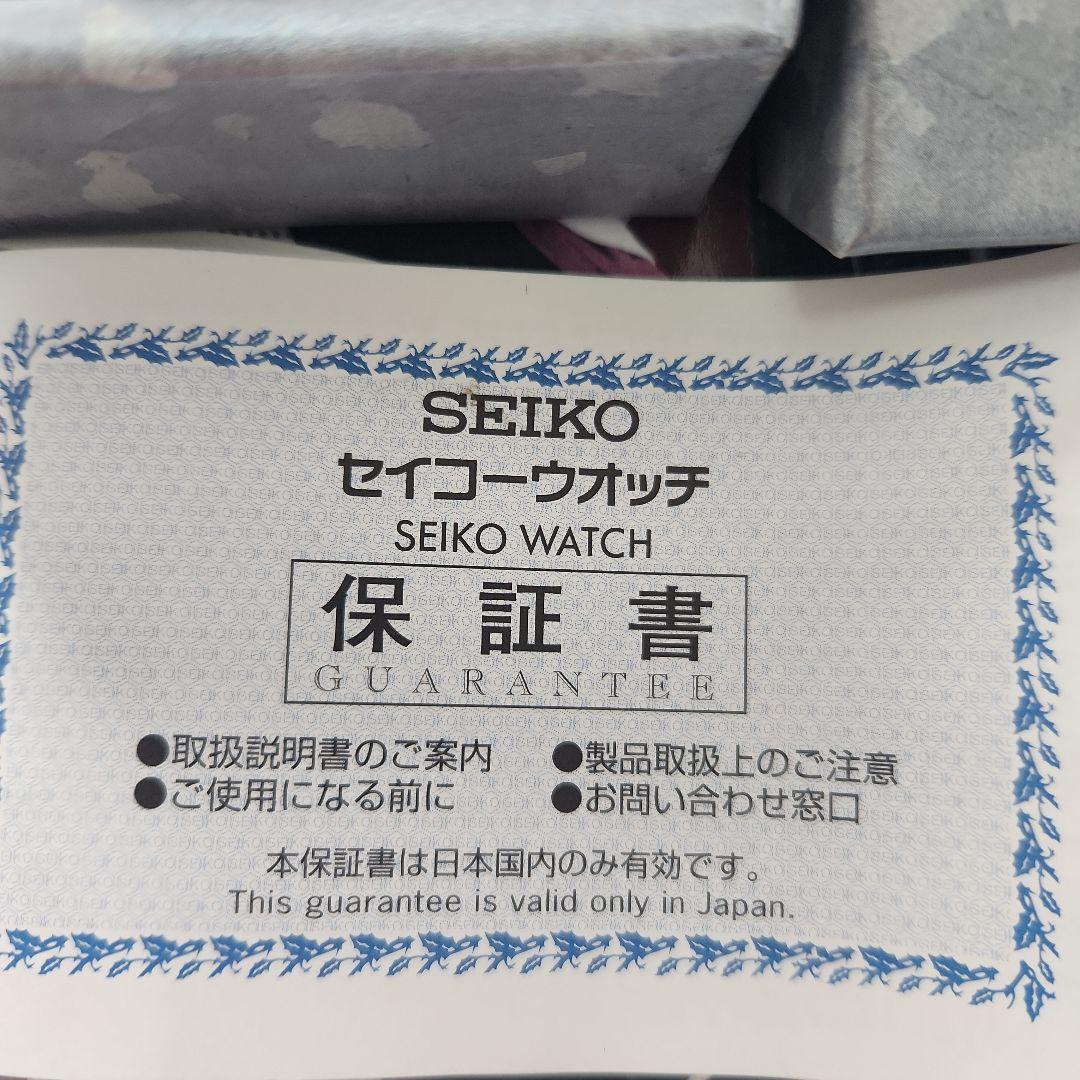 SEIKO
セイコーウオッチ
SEIKO WATCH
保証書
GUARANTEE
●取扱説明書のご案内 ●製品取扱上のご注意
●ご使用になる前に ●お問い合わせ窓口
本保証書は日本国内のみ有効です。
This guarantee is valid only in Japan.